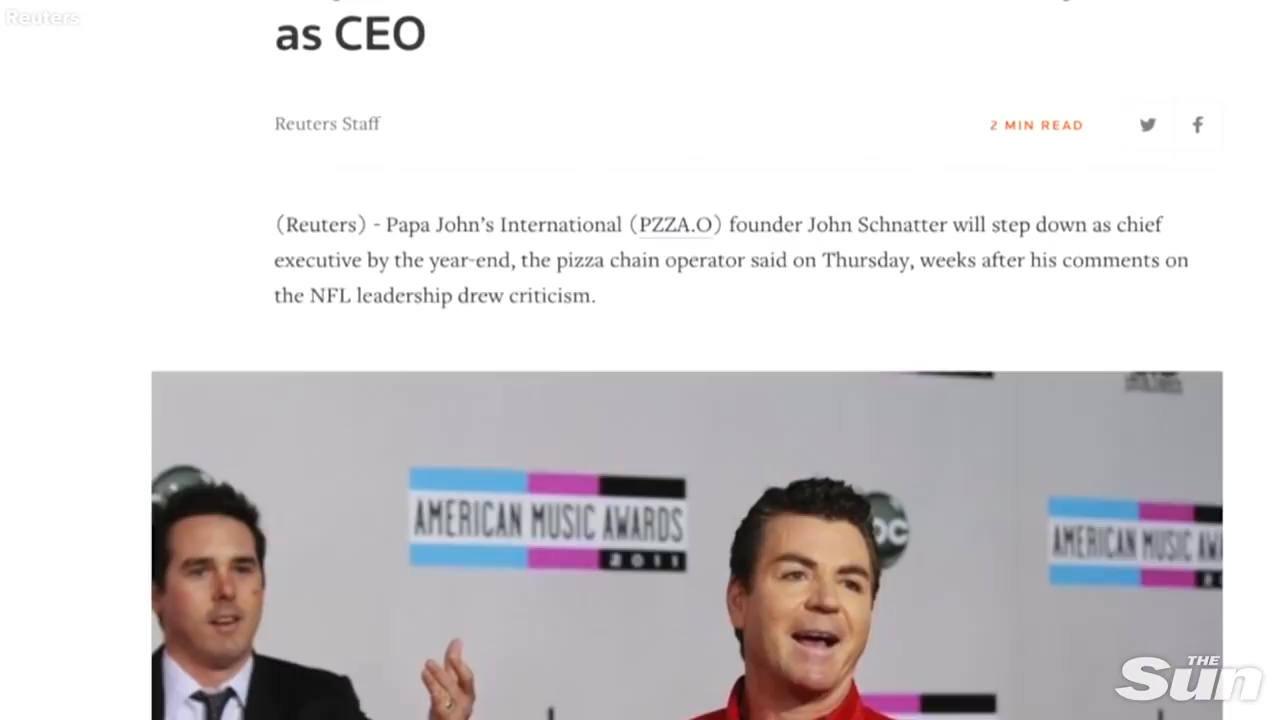 Reuters
as CEO
Reuters Staff
2 MIN READ
(Reuters) - Papa John's International (PZZA.O) founder John Schnatter will step down as chief
executive by the year-end, the pizza chain operator said on Thursday, weeks after his comments on
the NFL leadership drew criticism.
AMERICAN MUSIC AWARDS
2011
AMERICAN MUSIC
THE
Sun